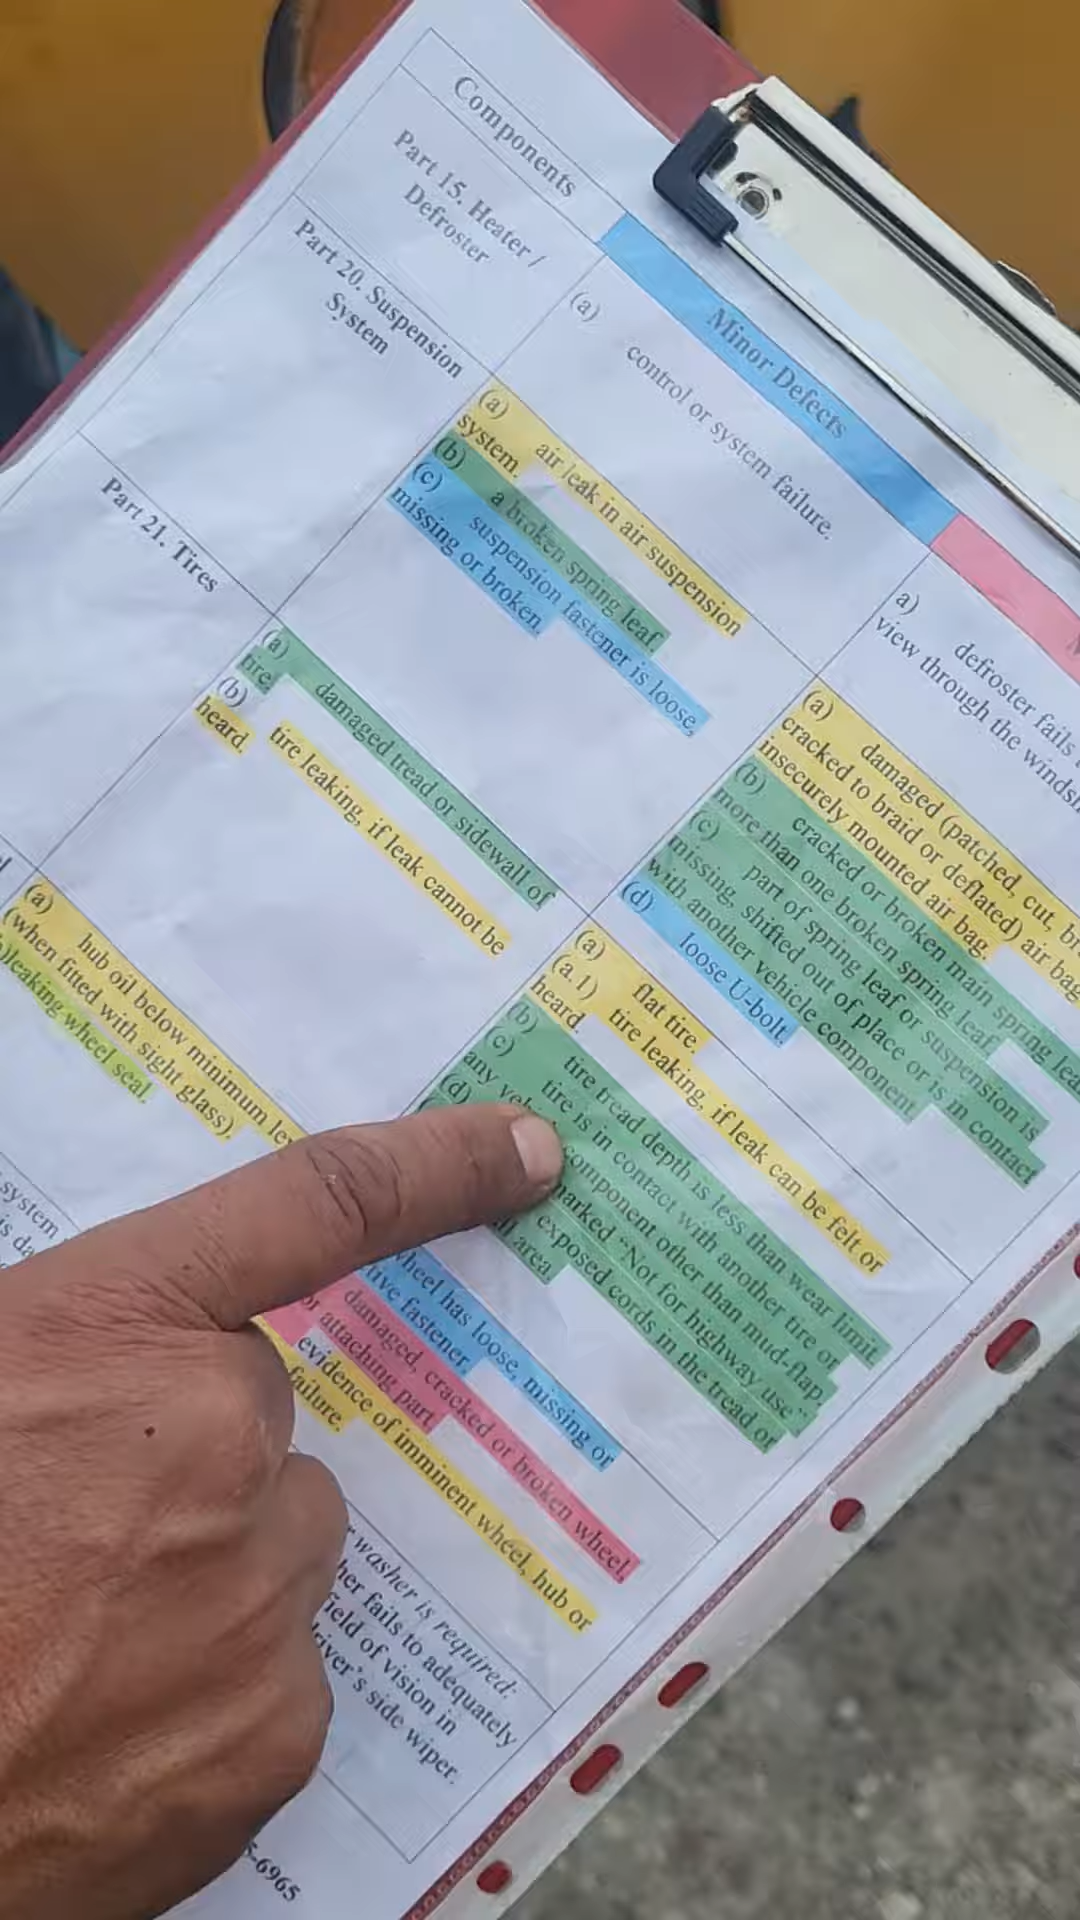 Components
Minor Defects
Part 15. Heater /
Defroster
(a) control or system failure.
a) defroster fails
view through the
Part 20. Suspension
System
(a) air leak in air suspension
system.
(b) a broken spring leaf.
(c) suspension fastener is loose,
missing or broken.
(a) damaged (patched, cut,
cracked to braid or deflated) air bag
insecurely mounted air bag.
(b) cracked or broken main spring
more than one broken spring leaf
(c) part of spring leaf or suspension is
missing, shifted out of place or is in contact
with another vehicle component
(d) loose U-bolt.
Part 21. Tires
(a) damaged tread or sidewall of
tire.
(b) tire leaking, if leak cannot be
heard.
(a) flat tire.
(a.1) tire leaking, if leak can be felt or
heard.
(b) tire tread depth is less than wear limit.
(c) tire is in contact with another tire or
any component other than mud-flap.
(d) marked “Not for highway use”
exposed cords in the tread or
area
(a) hub oil below minimum
(when fitted with sight glass).
leaking wheel seal.
wheel has loose, missing or
fastener.
damaged, cracked or broken wheel,
or attaching part
evidence of imminent wheel, hub or
failure.
system
is
washer is required:
fails to adequately
field of vision in
driver's side wiper.
-6965